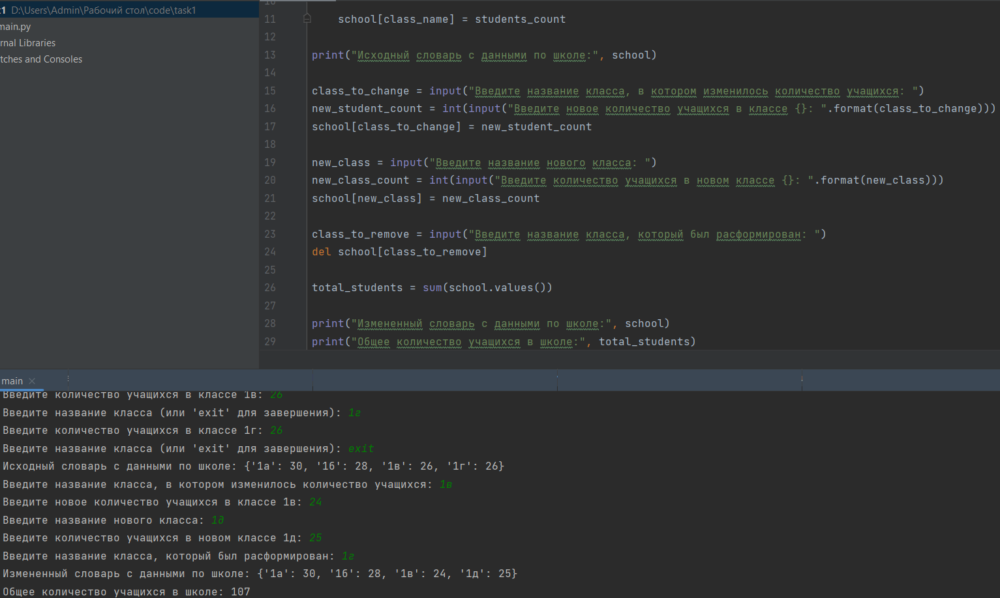 1 D:\Users\Admin\Рабочий стол\code\task1
main.py
rnal Libraries
tches and Consoles
10
11 school[class_name] = students_count
12
13 print("Исходный словарь с данными по школе:", school)
14
15 class_to_change = input("Введите название класса, в котором изменилось количество учащихся: ")
16 new_student_count = int(input("Введите новое количество учащихся в классе {}: ".format(class_to_change)))
17 school[class_to_change] = new_student_count
18
19 new_class = input("Введите название нового класса: ")
20 new_class_count = int(input("Введите количество учащихся в новом классе {}: ".format(new_class)))
21 school[new_class] = new_class_count
22
23 class_to_remove = input("Введите название класса, который был расформирован: ")
24 del school[class_to_remove]
25
26 total_students = sum(school.values())
27
28 print("Измененный словарь с данными по школе:", school)
29 print("Общее количество учащихся в школе:", total_students)
main
Введите количество учащихся в классе 1в: 26
Введите название класса (или 'exit' для завершения): 1г
Введите количество учащихся в классе 1г: 26
Введите название класса (или 'exit' для завершения): exit
Исходный словарь с данными по школе: {'1а': 30, '1б': 28, '1в': 26, '1г': 26}
Введите название класса, в котором изменилось количество учащихся: 1в
Введите новое количество учащихся в классе 1в: 24
Введите название нового класса: 1д
Введите количество учащихся в новом классе 1д: 25
Введите название класса, который был расформирован: 1г
Измененный словарь с данными по школе: {'1а': 30, '1б': 28, '1в': 24, '1д': 25}
Общее количество учащихся в школе: 107